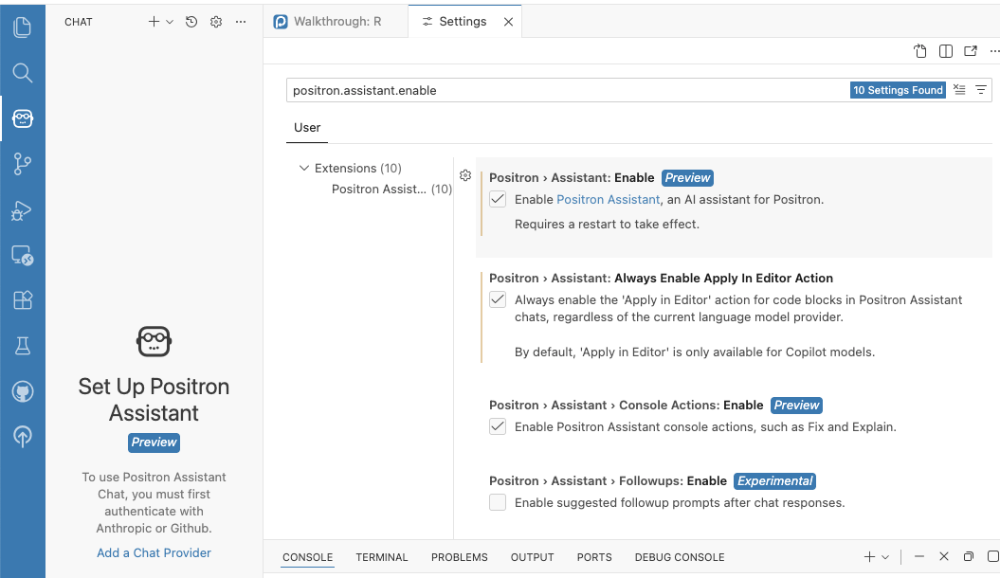 CHAT
Walkthrough: R
Settings
positron.assistant.enable
10 Settings Found
User
Extensions (10)
Positron Assist... (10)
Positron › Assistant: Enable Preview
Enable Positron Assistant, an AI assistant for Positron.
Requires a restart to take effect.
Positron › Assistant: Always Enable Apply In Editor Action
Always enable the 'Apply in Editor' action for code blocks in Positron Assistant
chats, regardless of the current language model provider.
By default, 'Apply in Editor' is only available for Copilot models.
Positron › Assistant › Console Actions: Enable Preview
Enable Positron Assistant console actions, such as Fix and Explain.
Positron › Assistant › Followups: Enable Experimental
Enable suggested followup prompts after chat responses.
Set Up Positron
Assistant
Preview
To use Positron Assistant
Chat, you must first
authenticate with
Anthropic or Github.
Add a Chat Provider
CONSOLE
TERMINAL
PROBLEMS
OUTPUT
PORTS
DEBUG CONSOLE